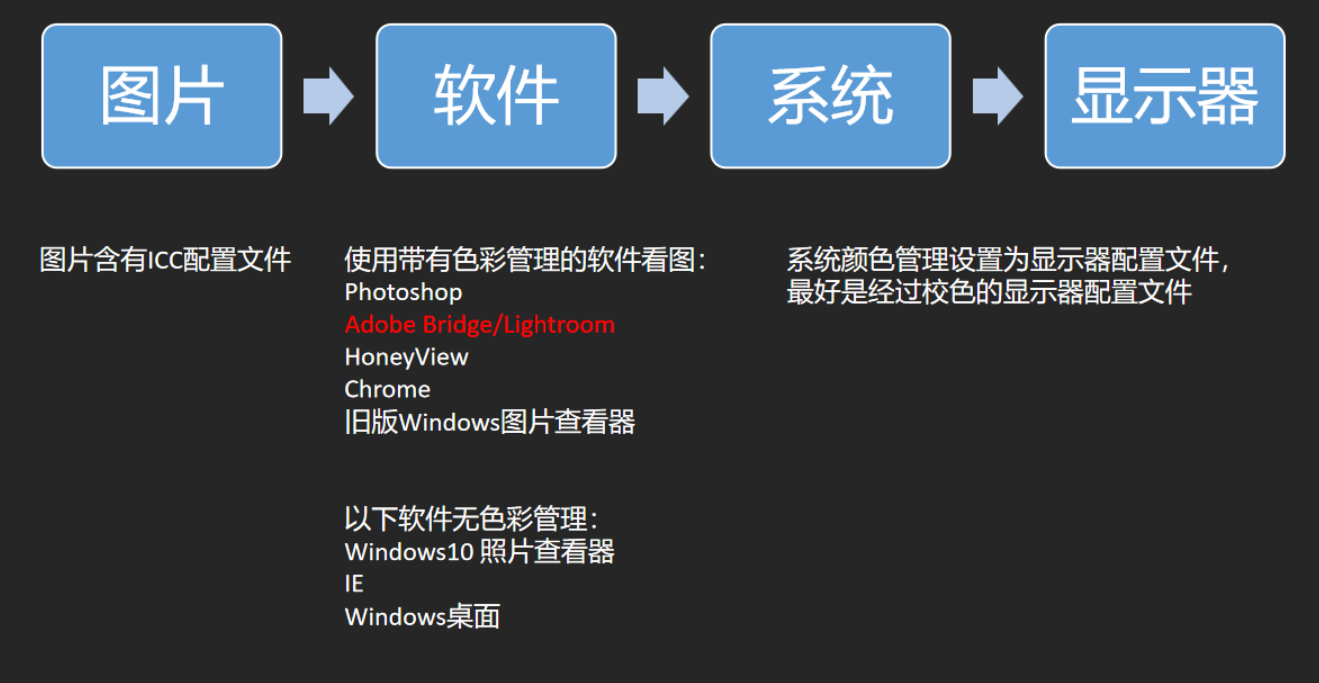 图片
软件
系统
显示器
图片含有ICC配置文件
使用带有色彩管理的软件看图：
Photoshop
Adobe Bridge/Lightroom
HoneyView
Chrome
旧版Windows图片查看器
以下软件无色彩管理：
Windows10 照片查看器
IE
Windows桌面
系统颜色管理设置为显示器配置文件，
最好是经过校色的显示器配置文件